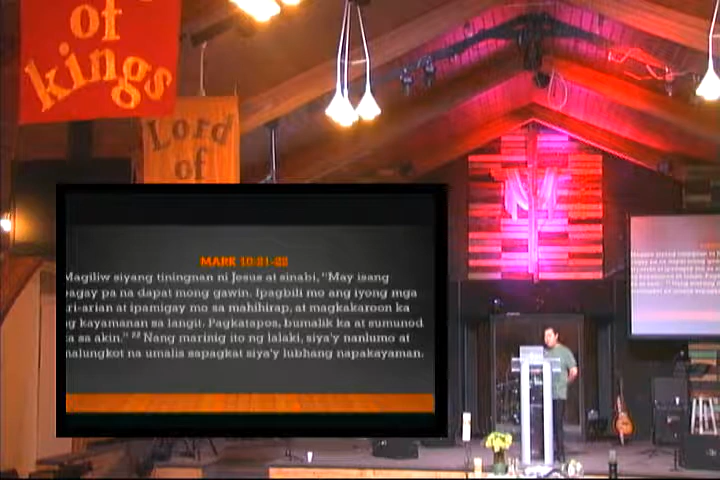 of
kings
Lord
of
MARK 10:21-22
Magiliw siyang tiningnan ni Jesus at sinabi, "May isang
bagay pa na dapat mong gawin. Ipagbili mo ang iyong mga
ri-arian at ipamigay mo sa mahihirap, at magkakaroon ka
g kayamanan sa langit. Pagkatapos, bumalik ka at sumunod
ka sa akin." ²² Nang marinig ito ng lalaki, siya'y nanlumo at
malungkot na umalis sapagkat siya'y lubhang napakayaman.